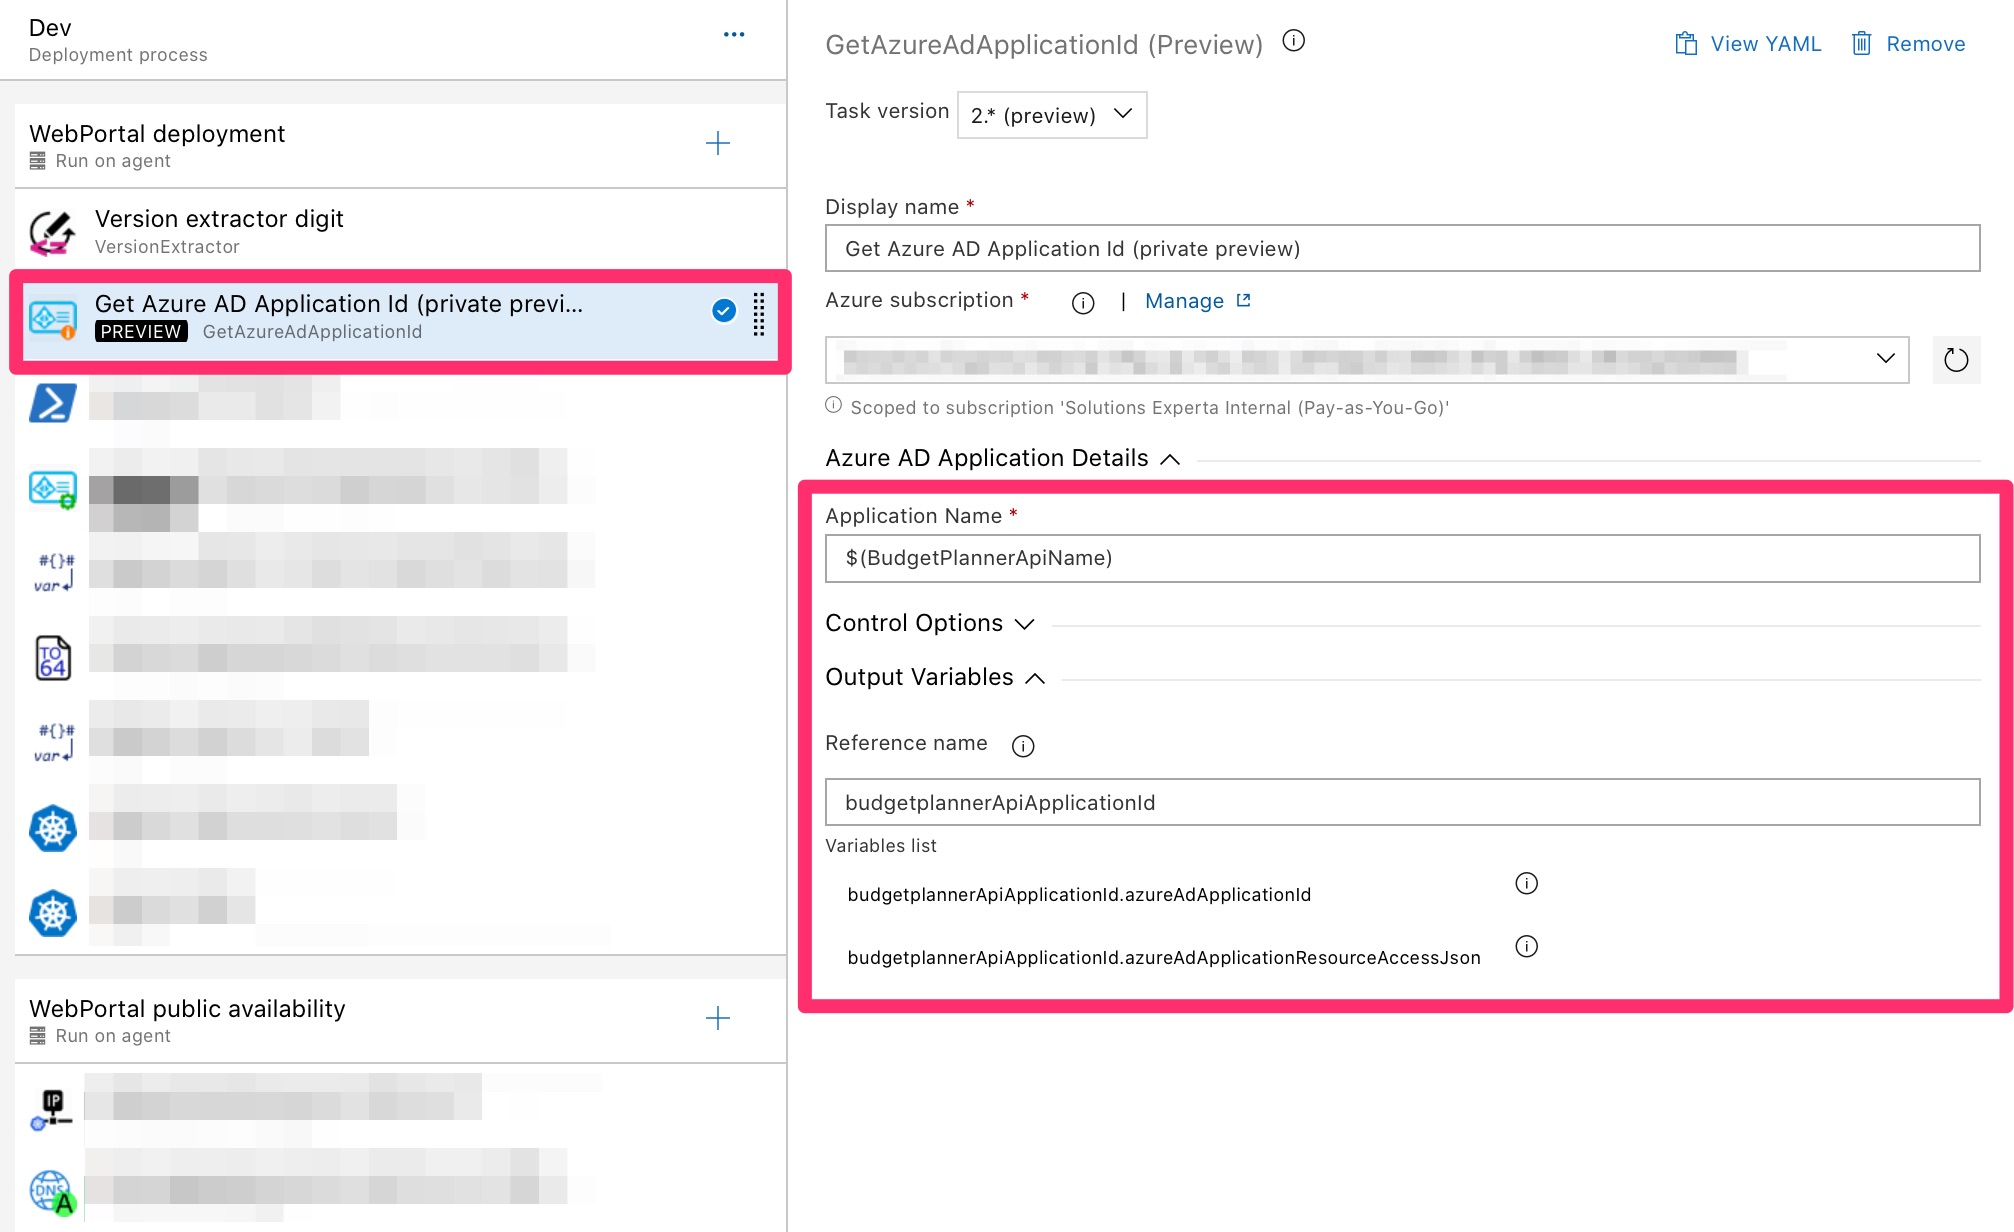 Dev
Deployment process
WebPortal deployment
Run on agent
Version extractor digit
VersionExtractor
Get Azure AD Application Id (private previ...
PREVIEW GetAzureAdApplicationId
#{}#
var
TO
64
#{}#
var
WebPortal public availability
Run on agent
IP
DNS
A
GetAzureAdApplicationId (Preview)
View YAML
Remove
Task version 2.* (preview)
Display name *
Get Azure AD Application Id (private preview)
Azure subscription * | Manage
Scoped to subscription 'Solutions Experta Internal (Pay-as-You-Go)'
Azure AD Application Details
Application Name *
$(BudgetPlannerApiName)
Control Options
Output Variables
Reference name
budgetplannerApiApplicationId
Variables list
budgetplannerApiApplicationId.azureAdApplicationId
budgetplannerApiApplicationId.azureAdApplicationResourceAccessJson